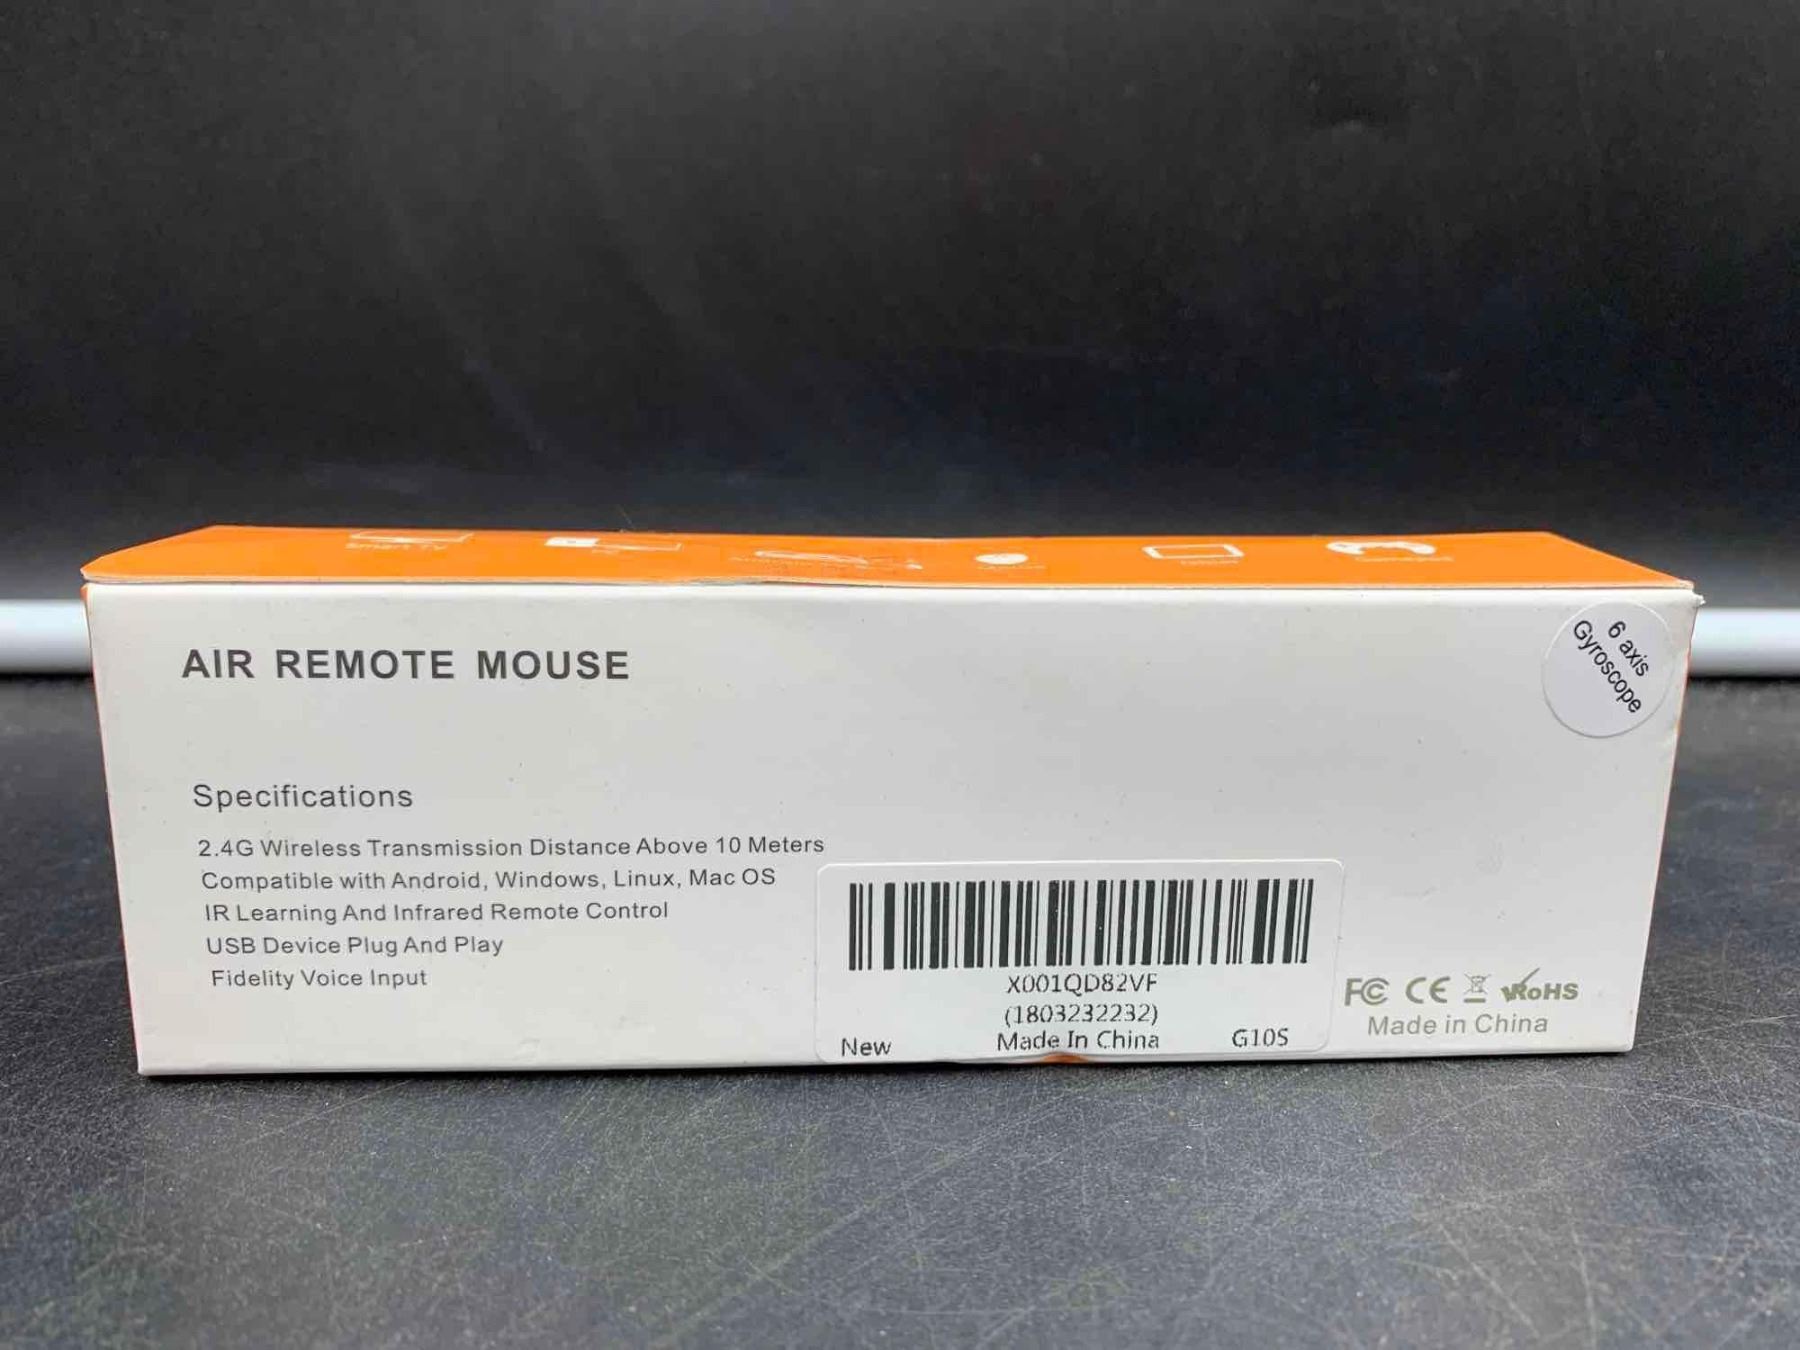 Smart TV
AIR REMOTE MOUSE
6 axis
Gyroscope
Specifications
2.4G Wireless Transmission Distance Above 10 Meters
Compatible with Android, Windows, Linux, Mac OS
IR Learning And Infrared Remote Control
USB Device Plug And Play
Fidelity Voice Input
X001QD82VF
(1803232232)
New Made In China G10S
FC CE RoHS
Made in China